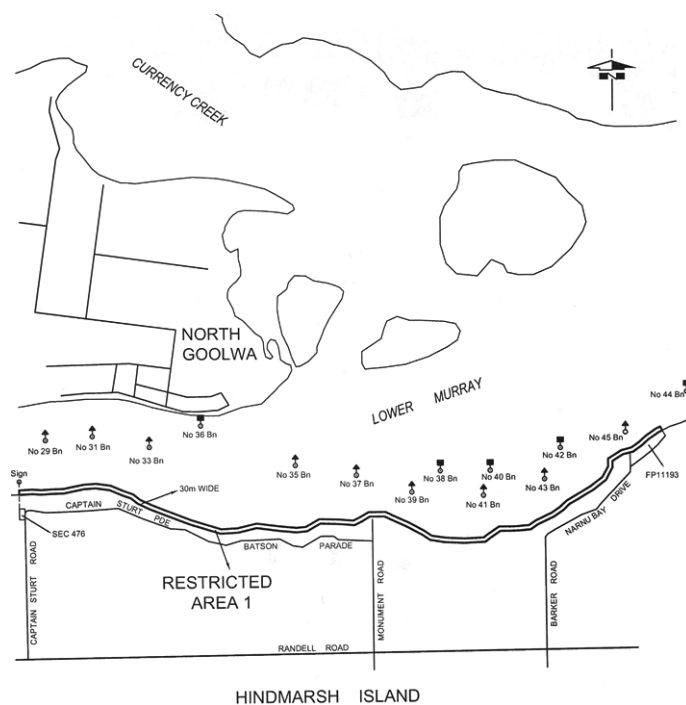 CURRENCY CREEK
N
NORTH
GOOLWA
LOWER MURRAY
No 44 Bn
No 36 Bn
No 45 Bn
No 29 Bn
No 31 Bn
No 33 Bn
No 42 Bn
No 35 Bn
No 37 Bn
No 38 Bn
No 40 Bn
No 39 Bn
No 41 Bn
No 43 Bn
FP11193
Sign
30m WIDE
CAPTAIN STURT PDE
SEC 476
NARNU BAY DRIVE
BATSON PARADE
RESTRICTED
AREA 1
CAPTAIN STURT ROAD
MONUMENT ROAD
BARKER ROAD
RANDELL ROAD
HINDMARSH ISLAND